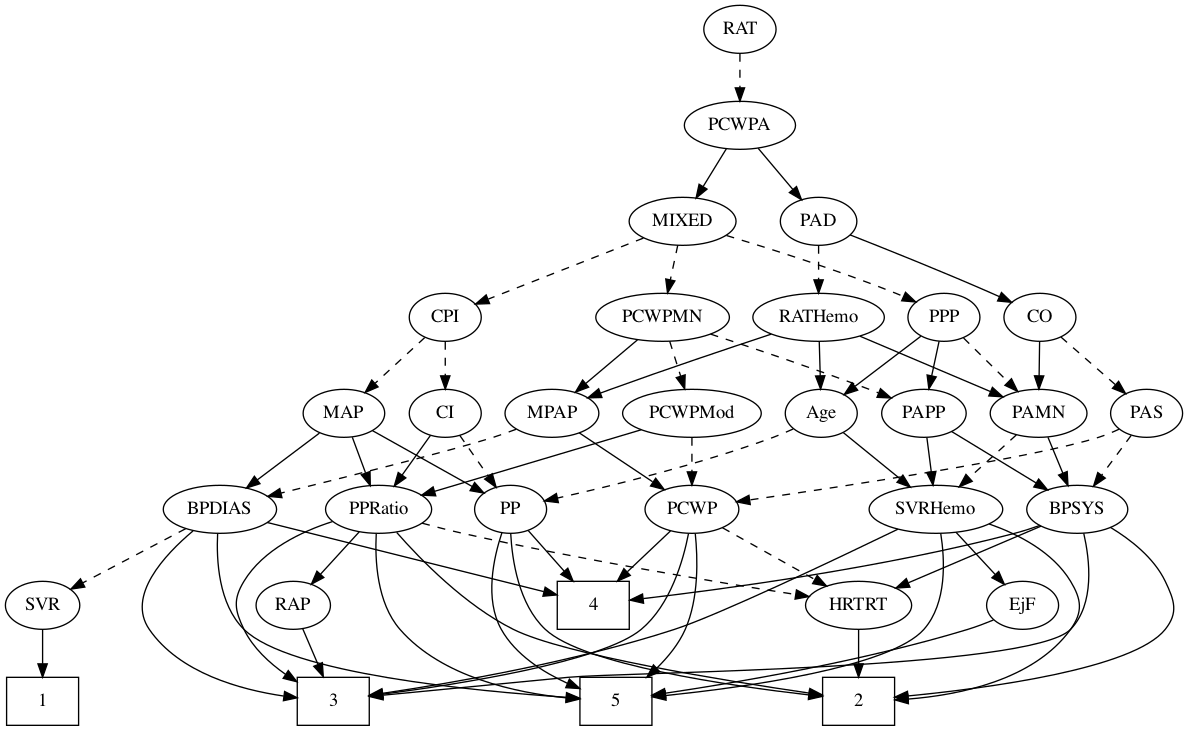 RAT
PCWPA
MIXED
PAD
CPI
PCWPMN
RATHemo
PPP
CO
MAP
CI
MPAP
PCWPMod
Age
PAPP
PAMN
PAS
BPDIAS
PPRatio
PP
PCWP
SVRHemo
BPSYS
SVR
RAP
4
HRTRT
EjF
1
3
5
2